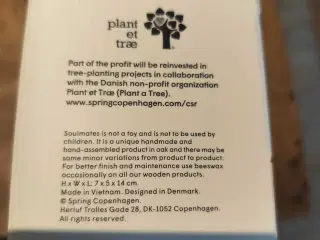 plant
et
træ
Part of the profit will be reinvested in
tree-planting projects in collaboration
with the Danish non-profit organization
Plant et Træ (Plant a Tree).
www.springcopenhagen.com/csr
Soulmates is not a toy and is not to be used by
children. It is a unique handmade and
hand-assembled product in oak and there may be
some minor variations from product to product.
For better finish and maintenance use beeswax
occasionally on all our wooden products.
H x W x L: 7 x 5 x 14 cm.
Made in Vietnam. Designed in Denmark.
© Spring Copenhagen.
Herluf Trolles Gade 28, DK-1052 Copenhagen.
All rights reserved.